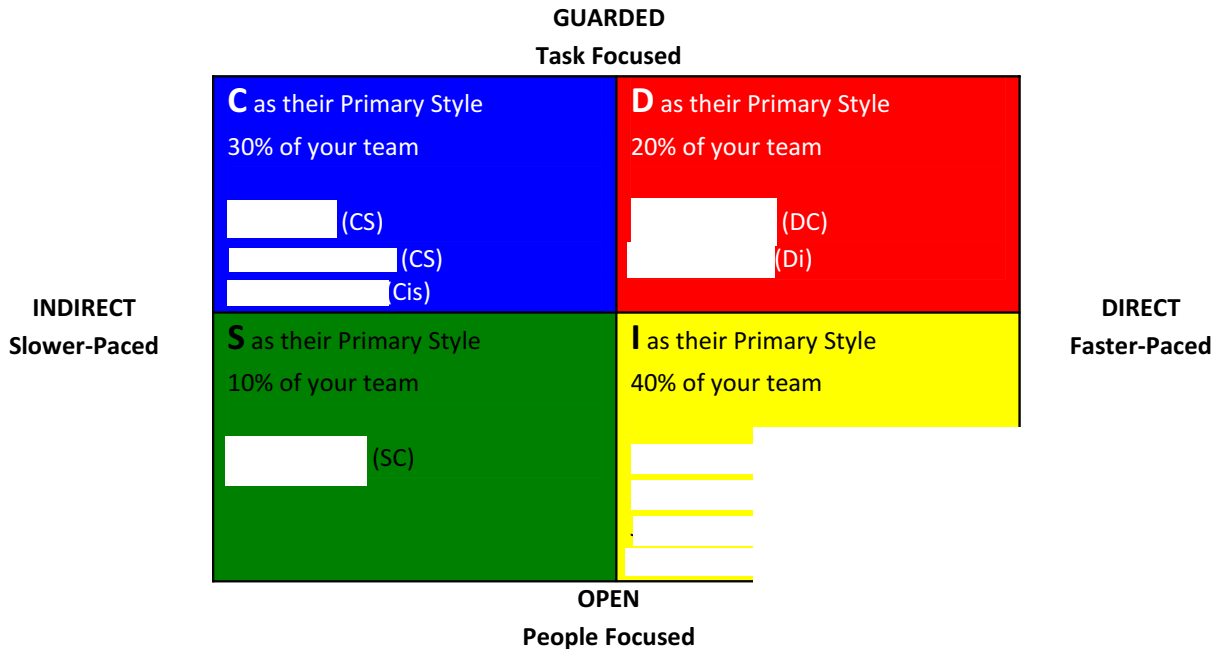 GUARDED
Task Focused
C as their Primary Style
30% of your team
(CS)
(CS)
(Cis)
D as their Primary Style
20% of your team
(DC)
(Di)
INDIRECT
Slower-Paced
DIRECT
Faster-Paced
S as their Primary Style
10% of your team
(SC)
I as their Primary Style
40% of your team
OPEN
People Focused